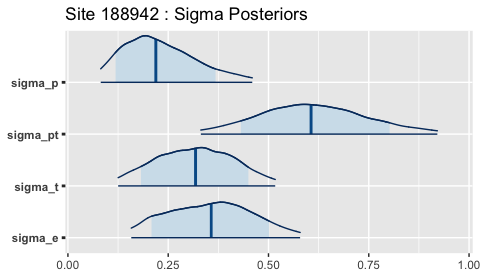 Site 188942 : Sigma Posteriors
sigma_p
sigma_pt
sigma_t
sigma_e
0.00 0.25 0.50 0.75 1.00